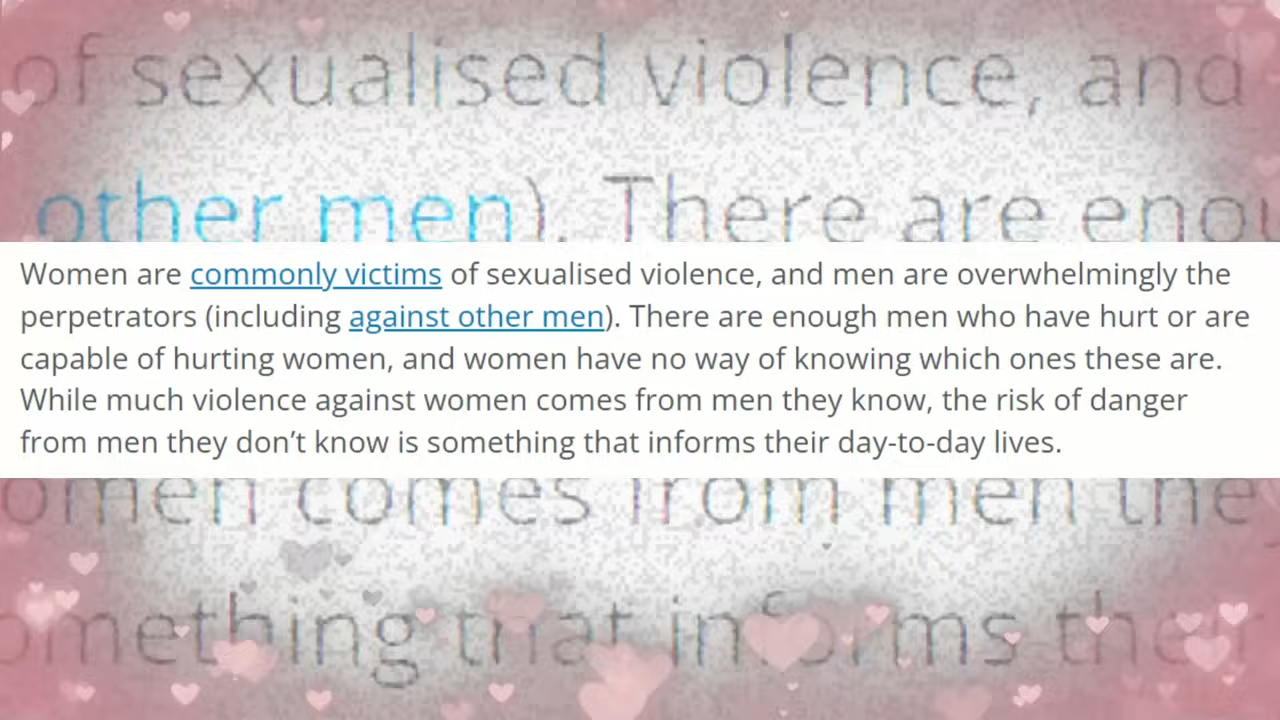 of sexualised violence, and
other men). There are enou
Women are commonly victims of sexualised violence, and men are overwhelmingly the
perpetrators (including against other men). There are enough men who have hurt or are
capable of hurting women, and women have no way of knowing which ones these are.
While much violence against women comes from men they know, the risk of danger
from men they don’t know is something that informs their day-to-day lives.
omen comes from men the
omething that informs their